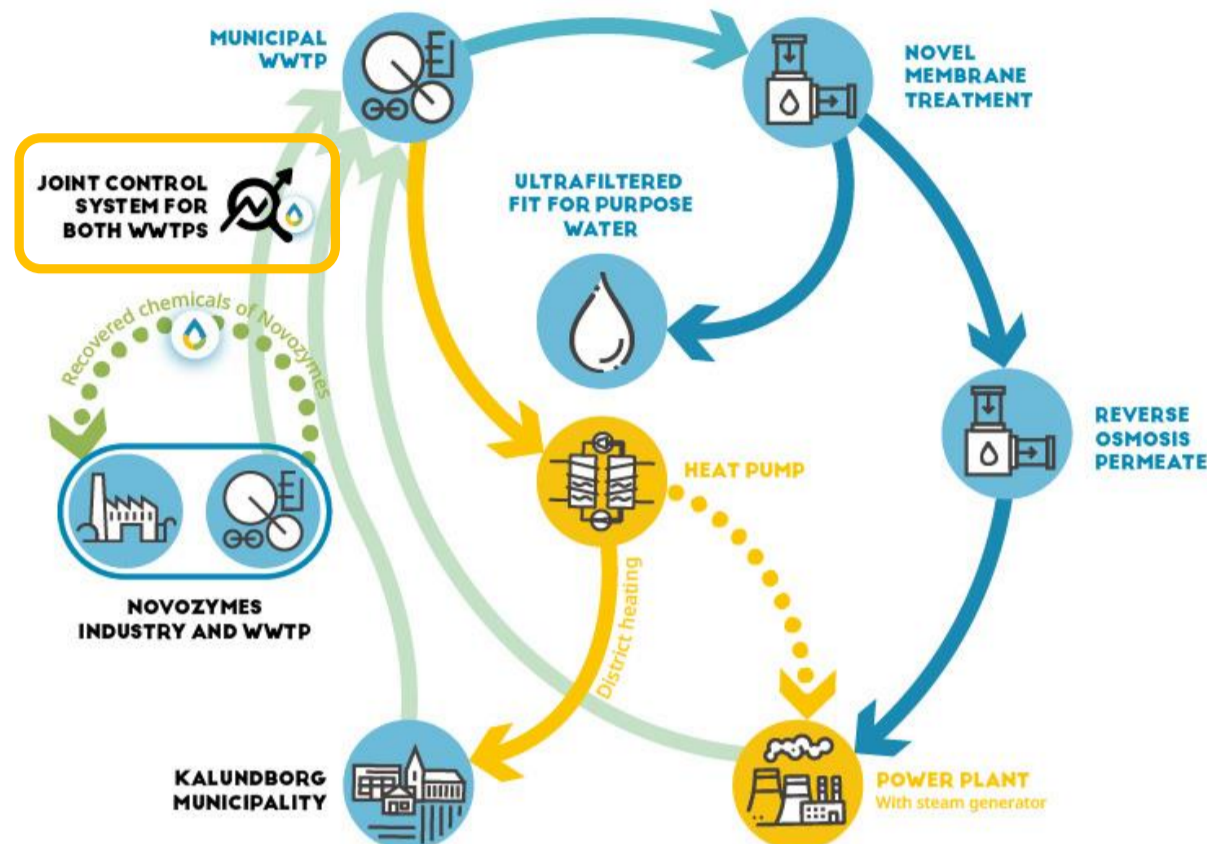 MUNICIPAL
WWTP
NOVEL
MEMBRANE
TREATMENT
JOINT CONTROL
SYSTEM FOR
BOTH WWTPS
ULTRAFILTERED
FIT FOR PURPOSE
WATER
Recovered chemicals of Novozymes
REVERSE
OSMOSIS
PERMEATE
HEAT PUMP
NOVOZYMES
INDUSTRY AND WWTP
District heating
KALUNDBORG
MUNICIPALITY
POWER PLANT
With steam generator